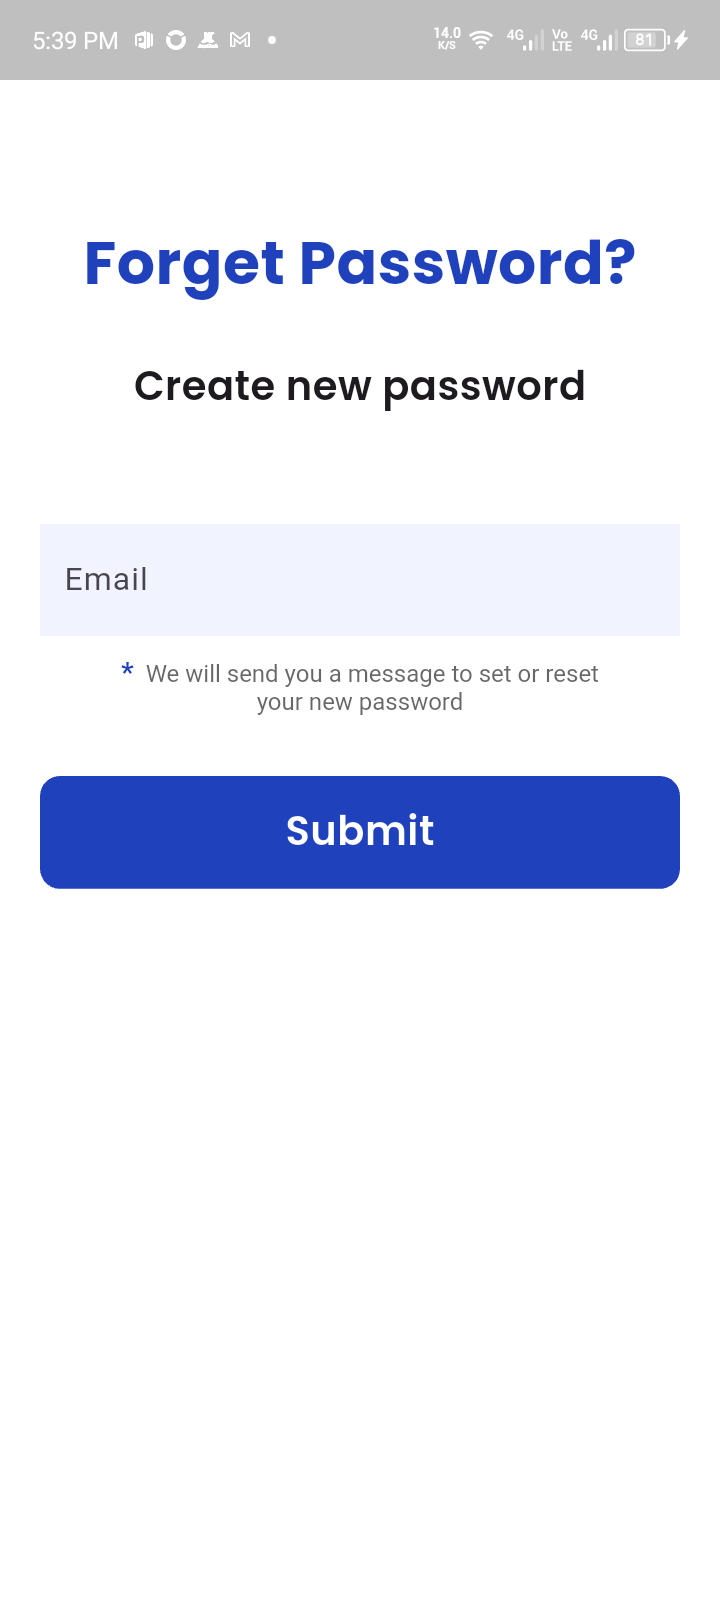 5:39 PM 14.0 K/S 4G Vo LTE 4G 81
Forget Password?
Create new password
Email
* We will send you a message to set or reset
your new password
Submit